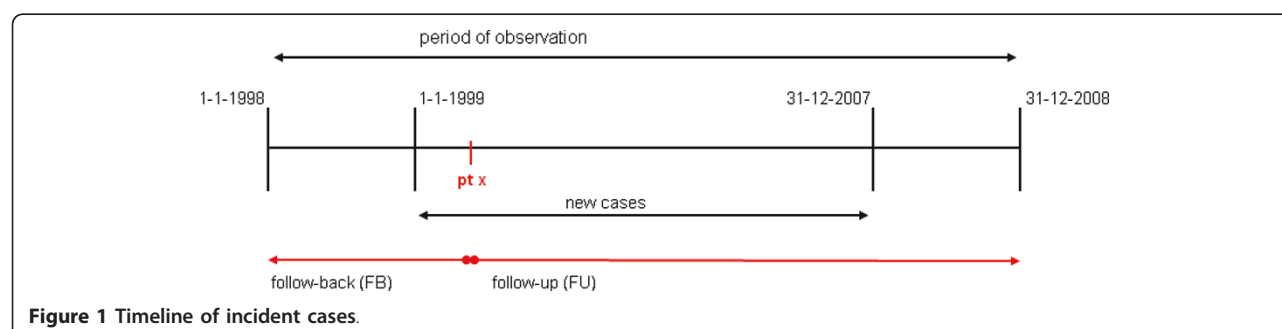 period of observation
1-1-1998 1-1-1999 31-12-2007 31-12-2008
pt x
new cases
follow-back (FB) follow-up (FU)
Figure 1 Timeline of incident cases.